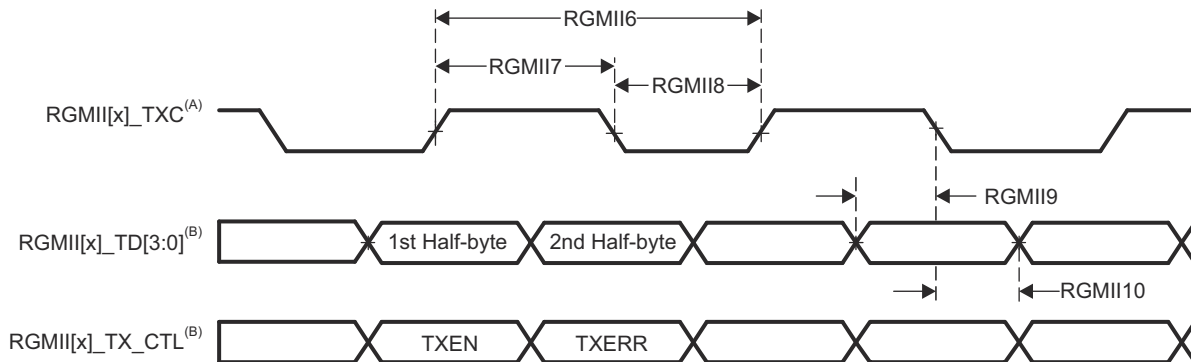 RGMII6
RGMII7
RGMII8
RGMII[x]_TXC(A)
RGMII9
RGMII[x]_TD[3:0](B)
1st Half-byte
2nd Half-byte
RGMII10
RGMII[x]_TX_CTL(B)
TXEN
TXERR